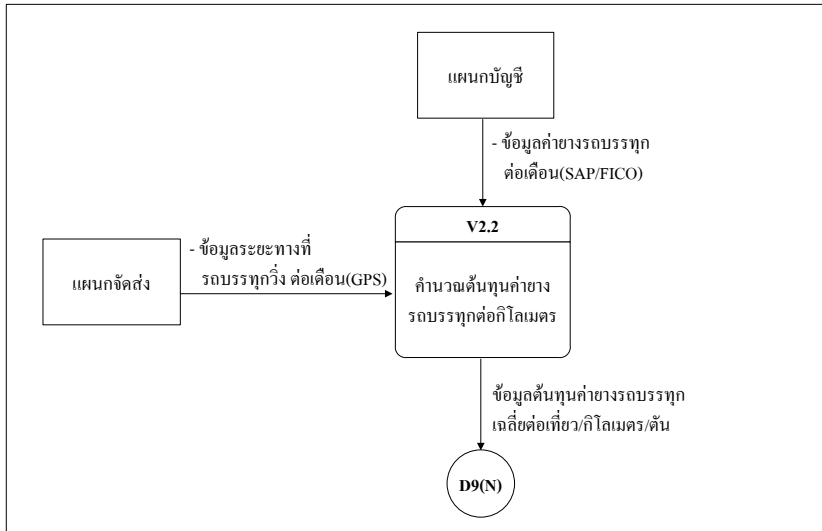 แผนกบัญชี
- ข้อมูลค่ายางรถบรรทุก
ต่อเดือน(SAP/FICO)
V2.2
- ข้อมูลระยะทางที่
รถบรรทุกวิ่ง ต่อเดือน(GPS)
แผนกจัดส่ง
คำนวณต้นทุนค่ายาง
รถบรรทุกต่อกิโลเมตร
ข้อมูลต้นทุนค่ายางรถบรรทุก
เฉลี่ยต่อเที่ยว/กิโลเมตร/ตัน
D9(N)